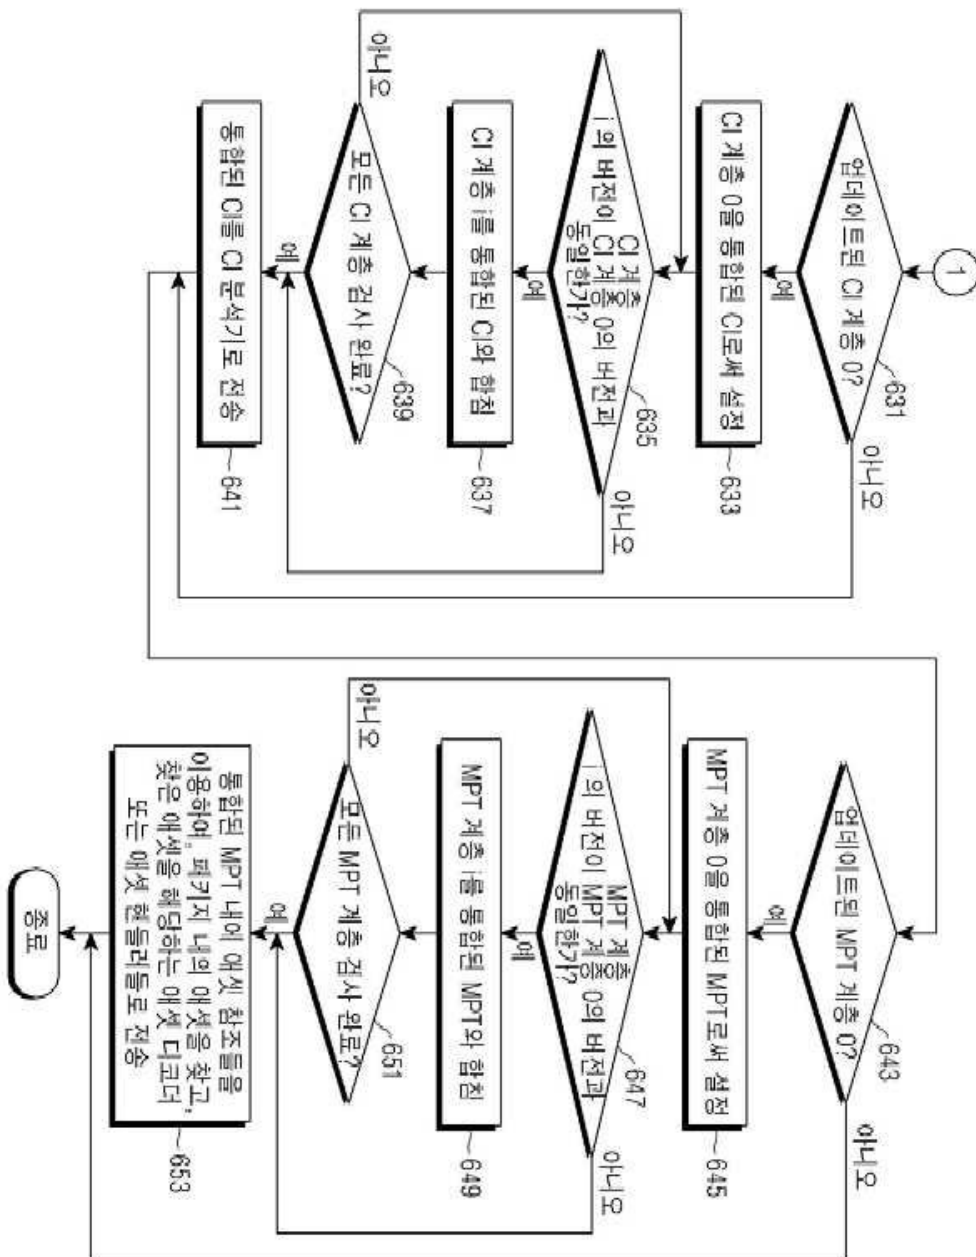 1
업데이트된 CI 계층 0?
631
예
아니오
CI 계층 0을 통합된 CI로써 설정
633
CI 계층
i의 버전이 CI 계층 0의 버전과
동일한가?
635
예
아니오
CI 계층 i를 통합된 CI와 합침
637
모든 CI 계층 검사 완료?
639
아니오
예
통합된 CI를 CI 분석기로 전송
641
업데이트된 MPT 계층 0?
643
예
아니오
MPT 계층 0을 통합된 MPT로써 설정
645
MPT 계층
i의 버전이 MPT 계층 0의 버전과
동일한가?
647
예
아니오
MPT 계층 i를 통합된 MPT와 합침
649
모든 MPT 계층 검사 완료?
651
아니오
예
통합된 MPT 내에 애셋 참조들을
이용하여, 패키지 내의 애셋을 찾고,
찾은 애셋을 해당하는 애셋 디코더
또는 애셋 핸들러들로 전송
653
종료